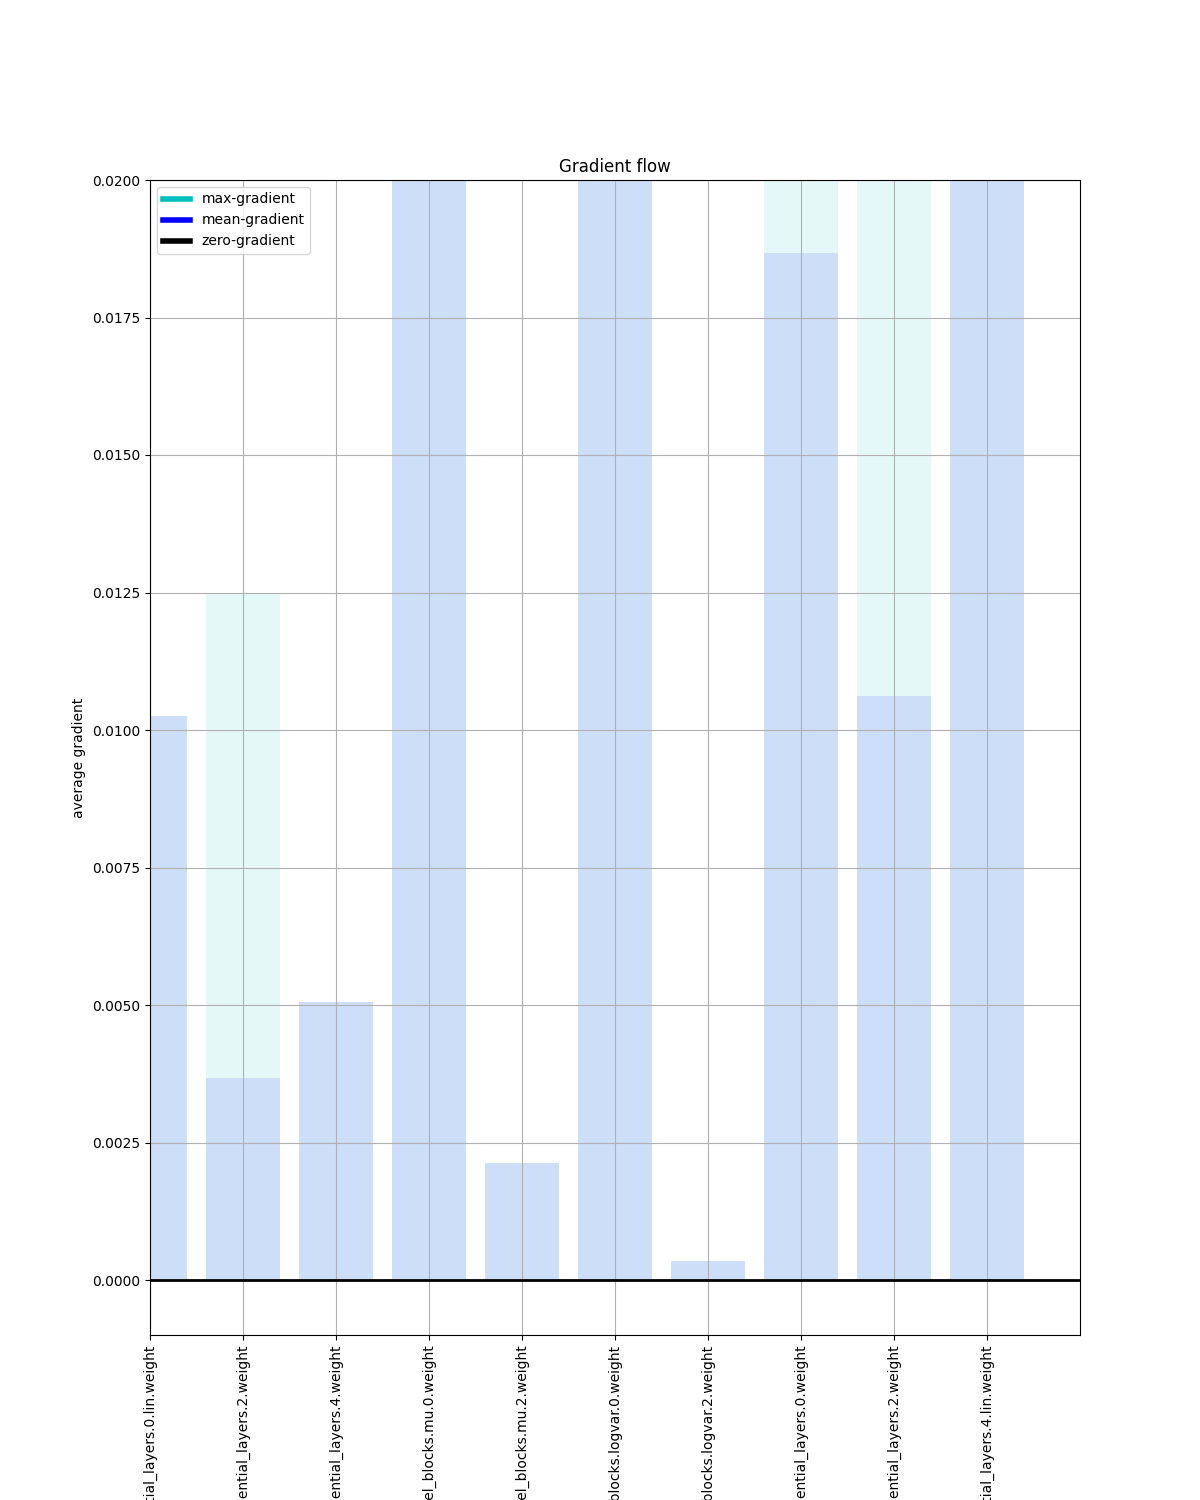 Gradient flow
max-gradient
mean-gradient
zero-gradient
0.0200
0.0175
0.0150
0.0125
0.0100
0.0075
0.0050
0.0025
0.0000
average gradient
tial_layers.0.lin.weight
ential_layers.2.weight
ential_layers.4.weight
el_blocks.mu.0.weight
el_blocks.mu.2.weight
blocks.logvar.0.weight
blocks.logvar.2.weight
ential_layers.0.weight
ential_layers.2.weight
tial_layers.4.lin.weight